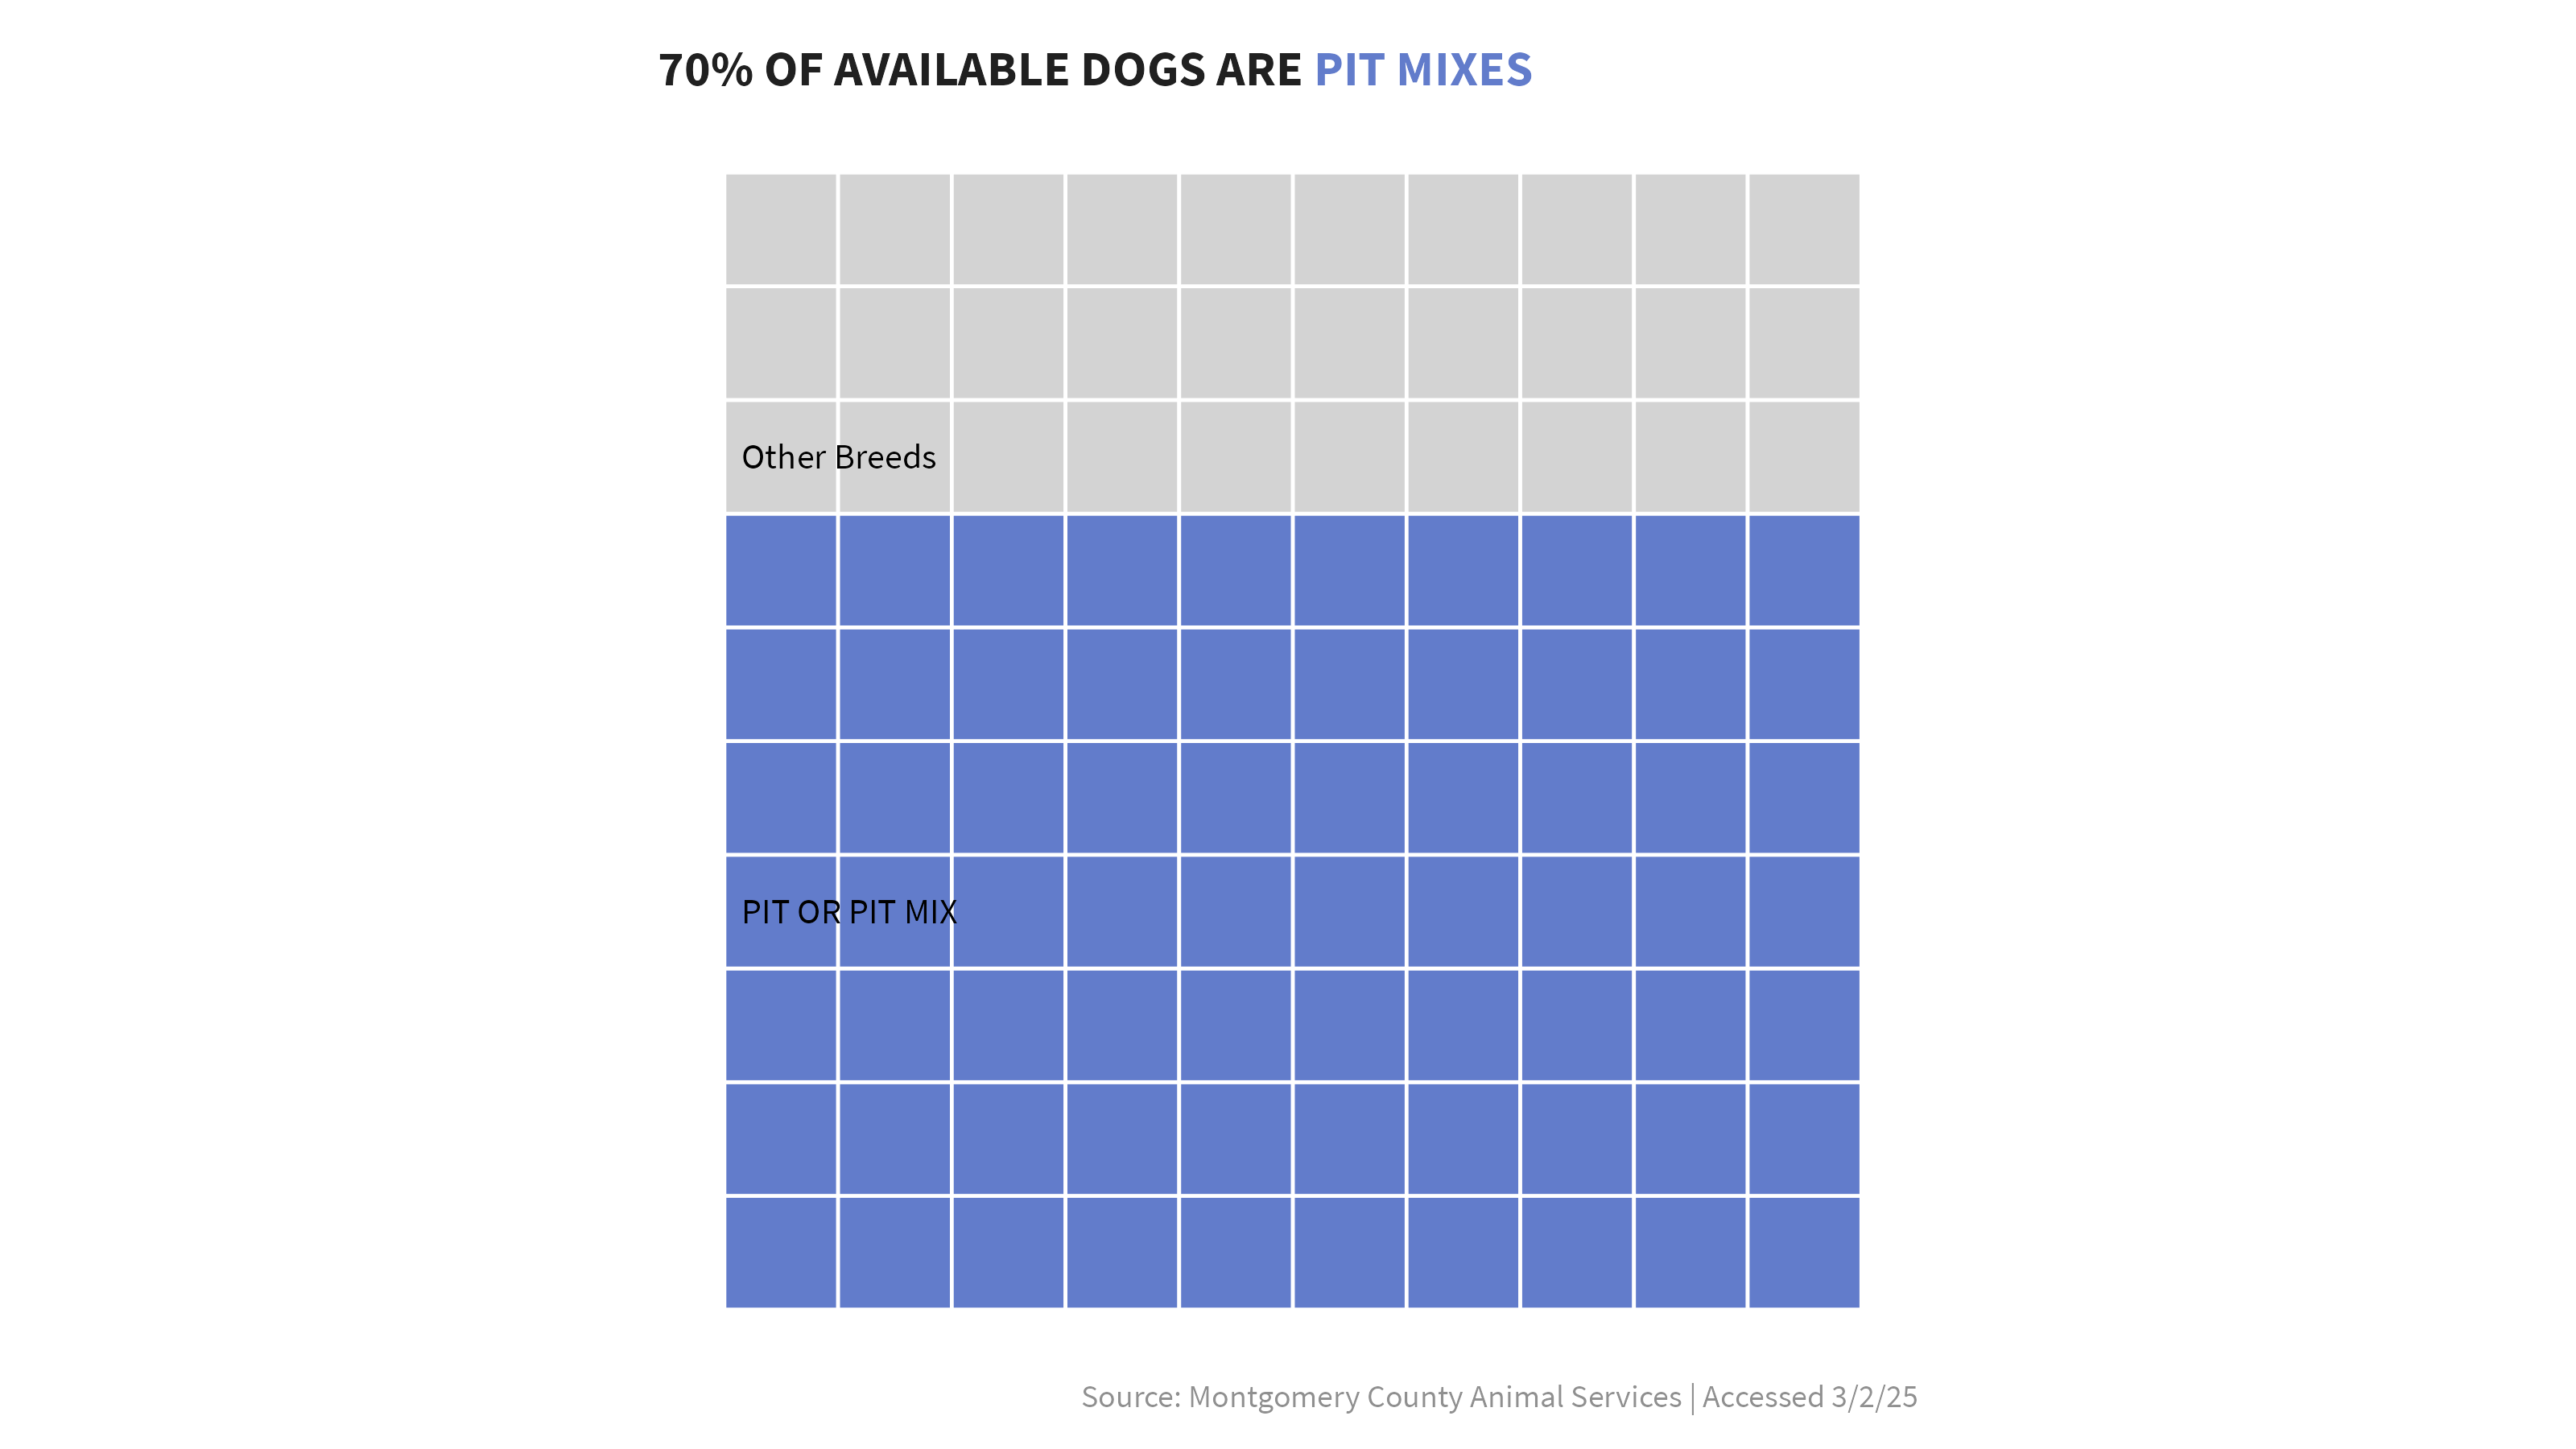 70% OF AVAILABLE DOGS ARE PIT MIXES
Other Breeds
PIT OR PIT MIX
Source: Montgomery County Animal Services | Accessed 3/2/25